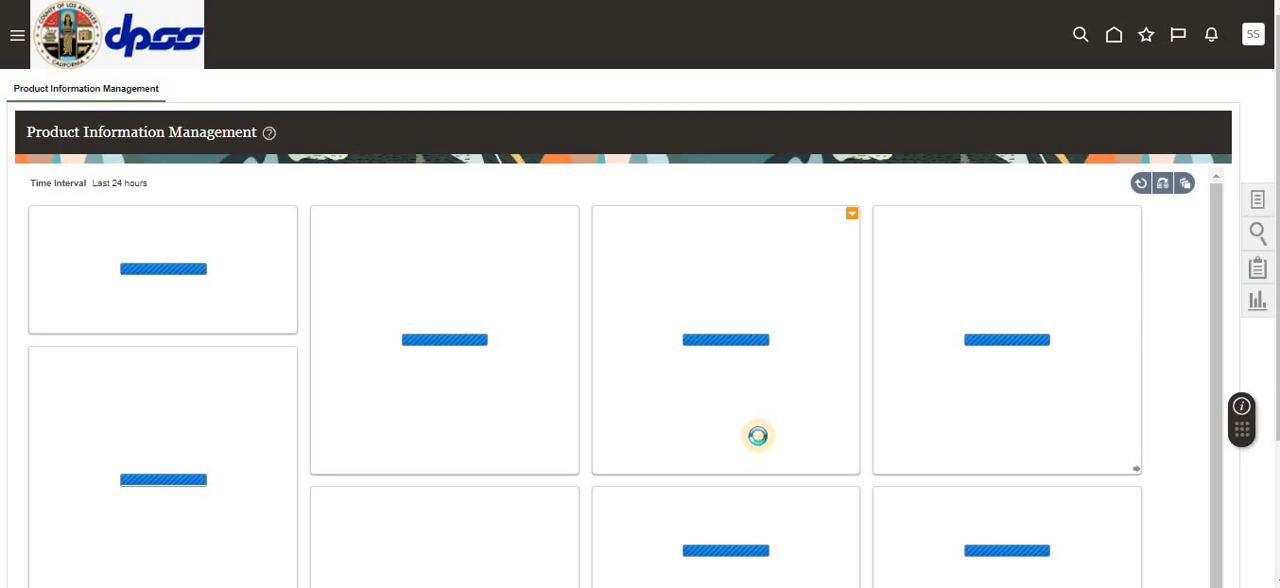 COUNTY OF LOS ANGELES
CALIFORNIA
dpss
SS
Product Information Management
Product Information Management ?
Time Interval Last 24 hours
i